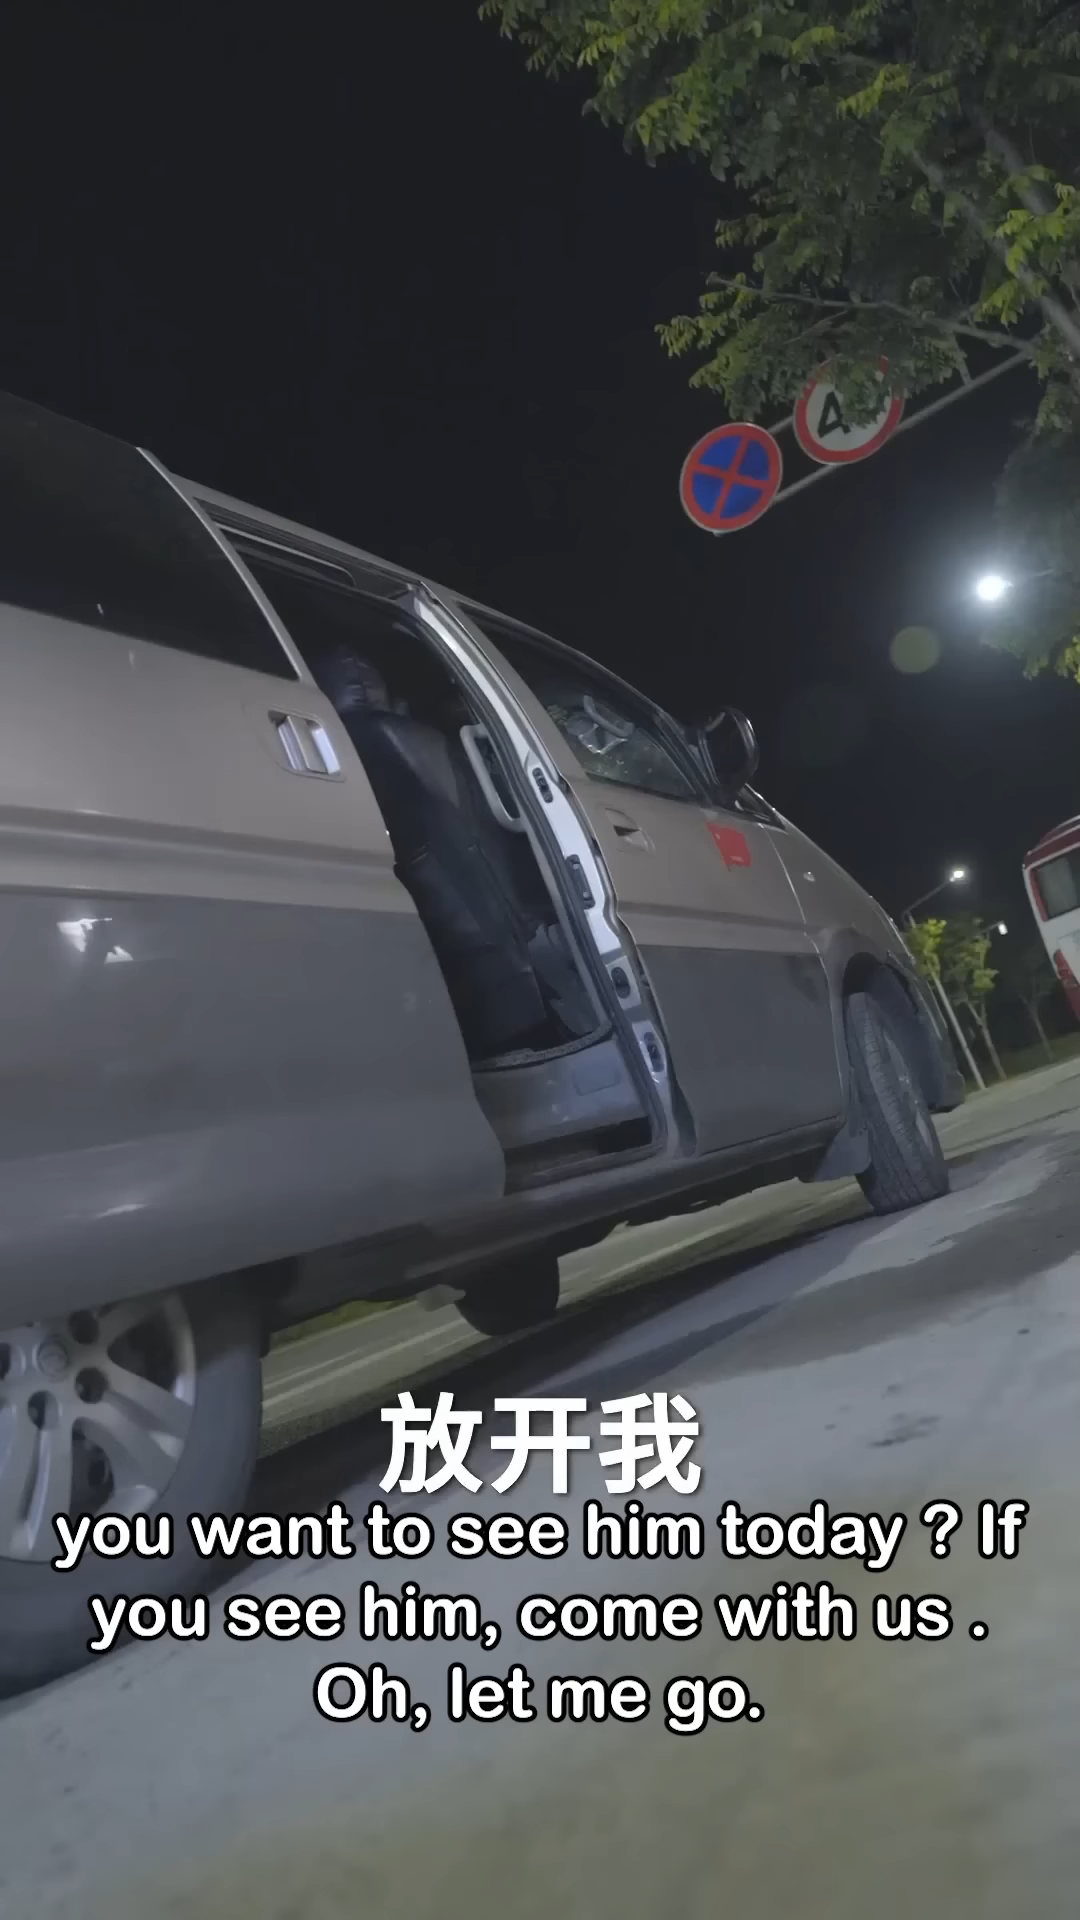 4
放开我
you want to see him today ? If
you see him, come with us .
Oh, let me go.